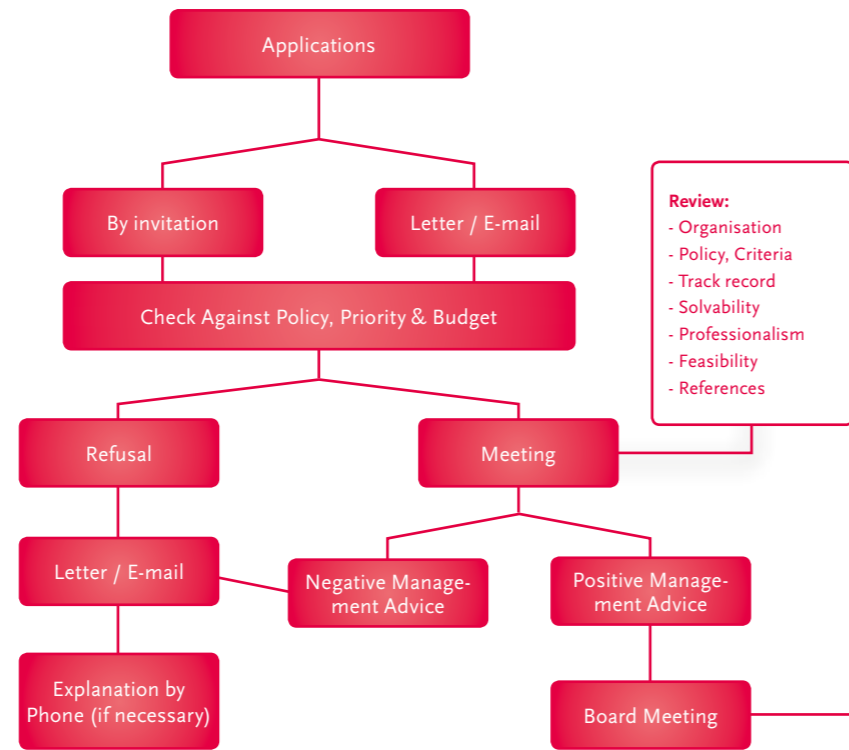 Applications
By invitation
Letter / E-mail
Review:
- Organisation
- Policy, Criteria
- Track record
- Solvability
- Professionalism
- Feasibility
- References
Check Against Policy, Priority & Budget
Refusal
Meeting
Letter / E-mail
Negative Manage-
ment Advice
Positive Manage-
ment Advice
Explanation by
Phone (if necessary)
Board Meeting